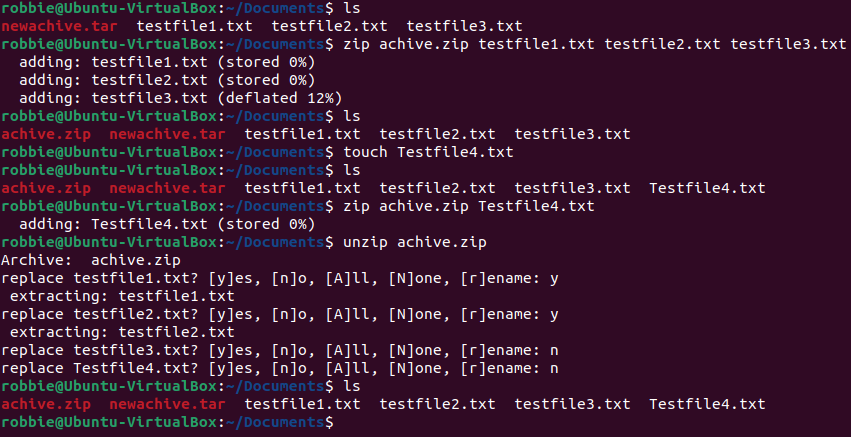 robbie@Ubuntu-VirtualBox:~/Documents$ ls
newachive.tar  testfile1.txt  testfile2.txt  testfile3.txt
robbie@Ubuntu-VirtualBox:~/Documents$ zip achive.zip testfile1.txt testfile2.txt testfile3.txt
  adding: testfile1.txt (stored 0%)
  adding: testfile2.txt (stored 0%)
  adding: testfile3.txt (deflated 12%)
robbie@Ubuntu-VirtualBox:~/Documents$ ls
achive.zip  newachive.tar  testfile1.txt  testfile2.txt  testfile3.txt
robbie@Ubuntu-VirtualBox:~/Documents$ touch Testfile4.txt
robbie@Ubuntu-VirtualBox:~/Documents$ ls
achive.zip  newachive.tar  testfile1.txt  testfile2.txt  testfile3.txt  Testfile4.txt
robbie@Ubuntu-VirtualBox:~/Documents$ zip achive.zip Testfile4.txt
  adding: Testfile4.txt (stored 0%)
robbie@Ubuntu-VirtualBox:~/Documents$ unzip achive.zip
Archive:  achive.zip
replace testfile1.txt? [y]es, [n]o, [A]ll, [N]one, [r]ename: y
 extracting: testfile1.txt
replace testfile2.txt? [y]es, [n]o, [A]ll, [N]one, [r]ename: y
 extracting: testfile2.txt
replace testfile3.txt? [y]es, [n]o, [A]ll, [N]one, [r]ename: n
replace Testfile4.txt? [y]es, [n]o, [A]ll, [N]one, [r]ename: n
robbie@Ubuntu-VirtualBox:~/Documents$ ls
achive.zip  newachive.tar  testfile1.txt  testfile2.txt  testfile3.txt  Testfile4.txt
robbie@Ubuntu-VirtualBox:~/Documents$